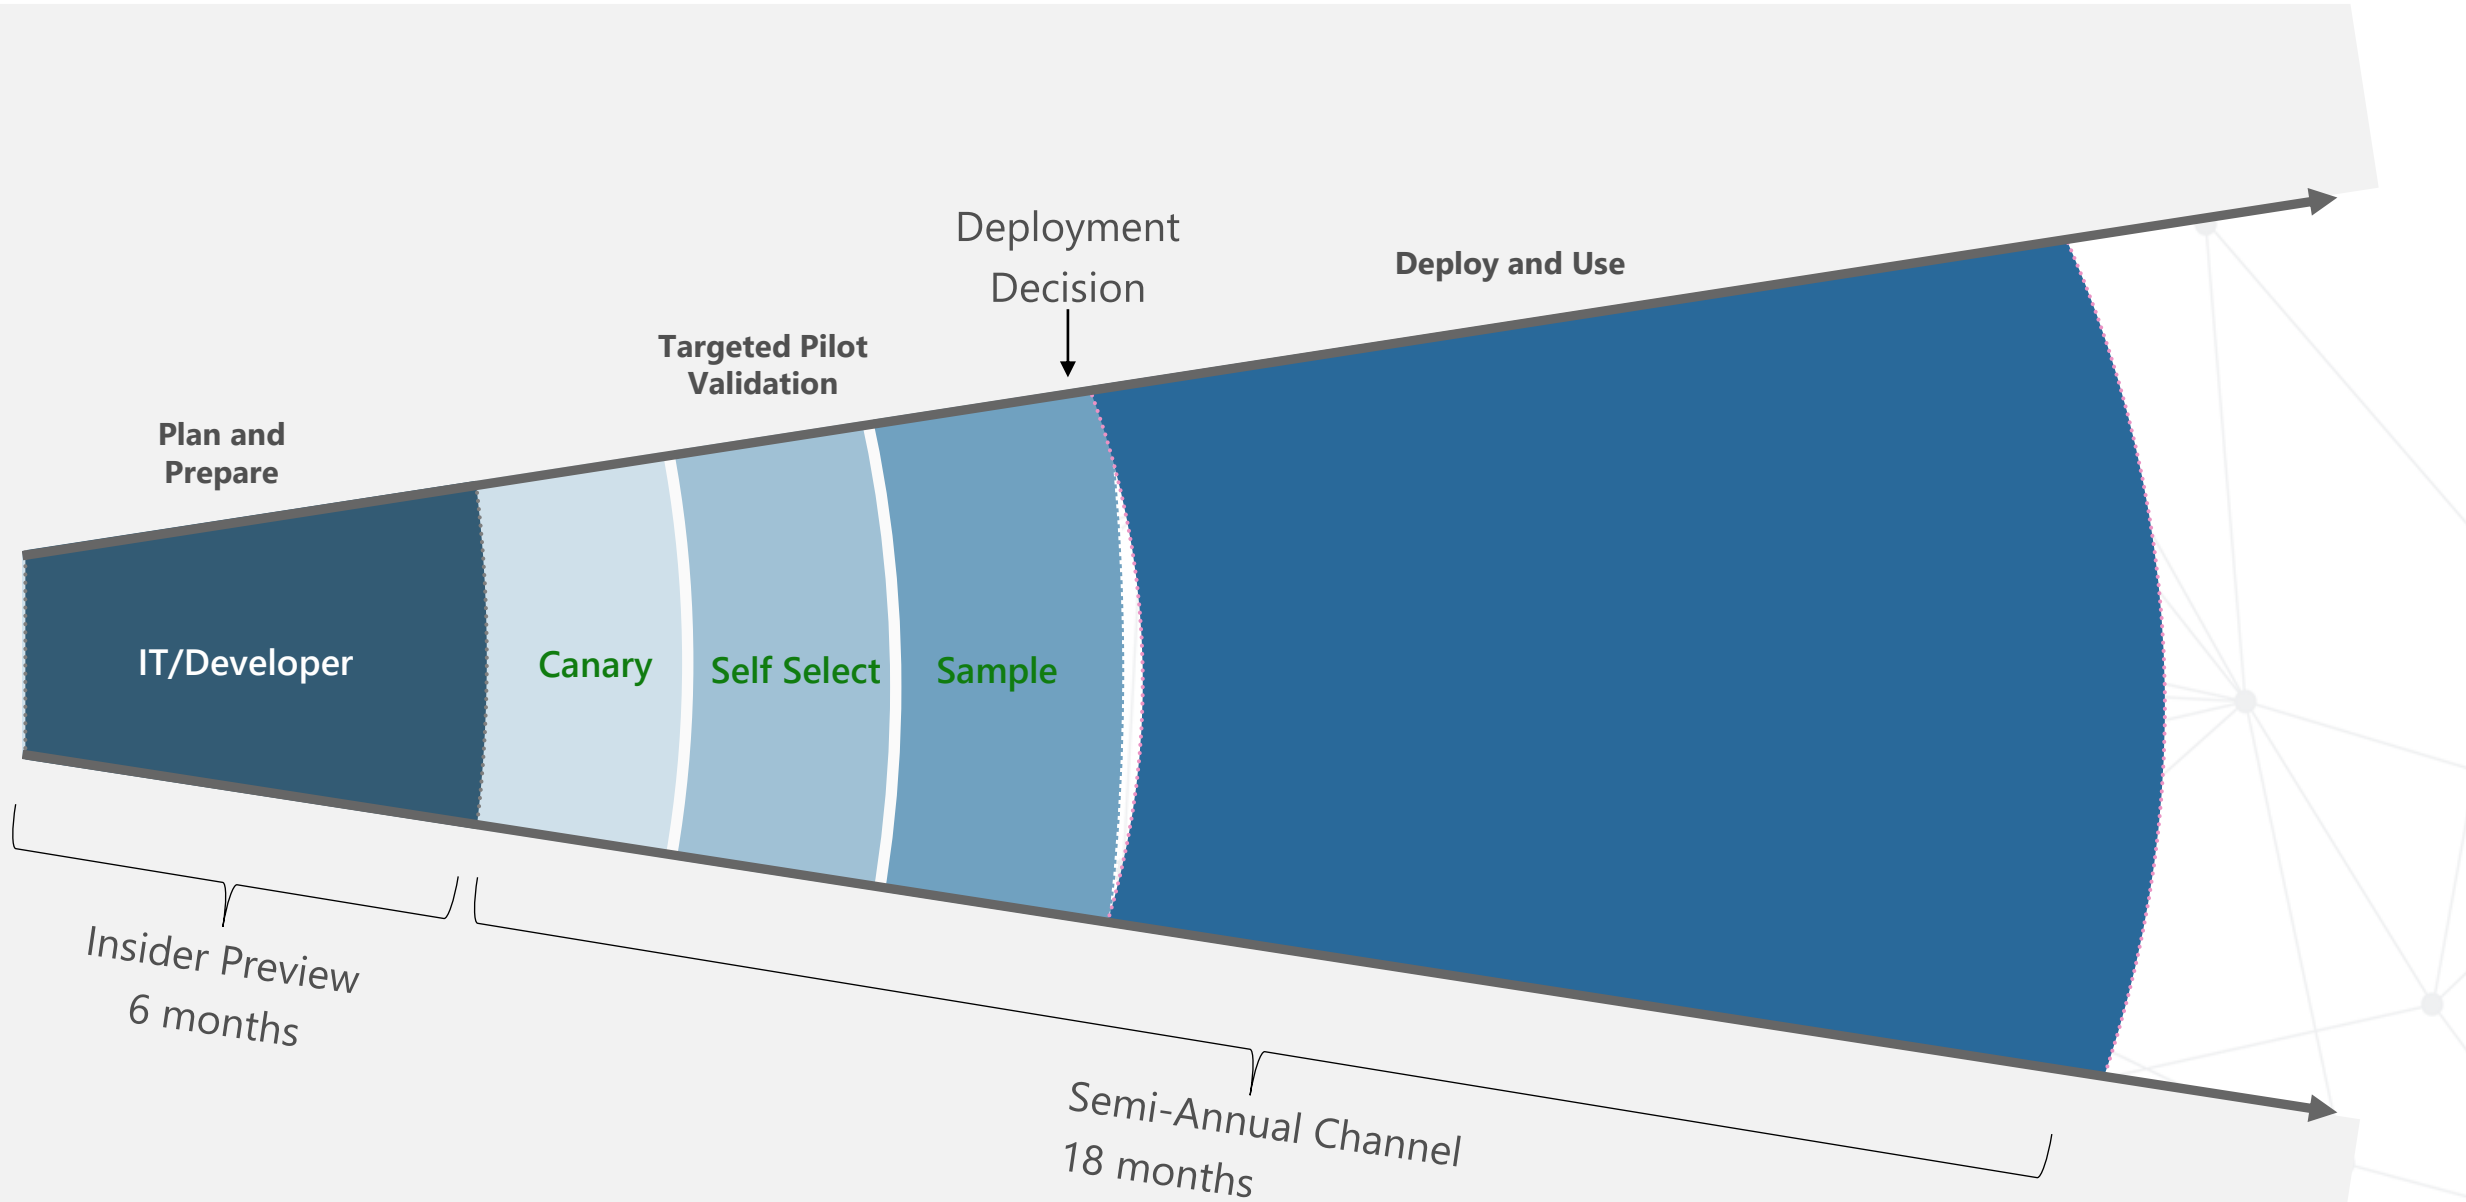 Deployment
Decision
Deploy and Use
Targeted Pilot
Validation
Plan and
Prepare
IT/Developer
Canary
Self Select
Sample
Insider Preview
6 months
Semi-Annual Channel
18 months